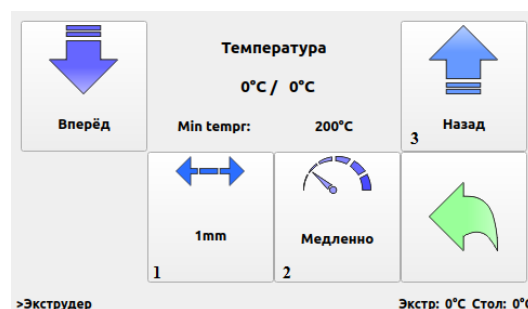 Температура
0°C / 0°C
Вперёд
Min tempr: 200°C
3 Назад
1mm
Медленно
1
2
>Экструдер
Экстр: 0°C Стол: 0°C